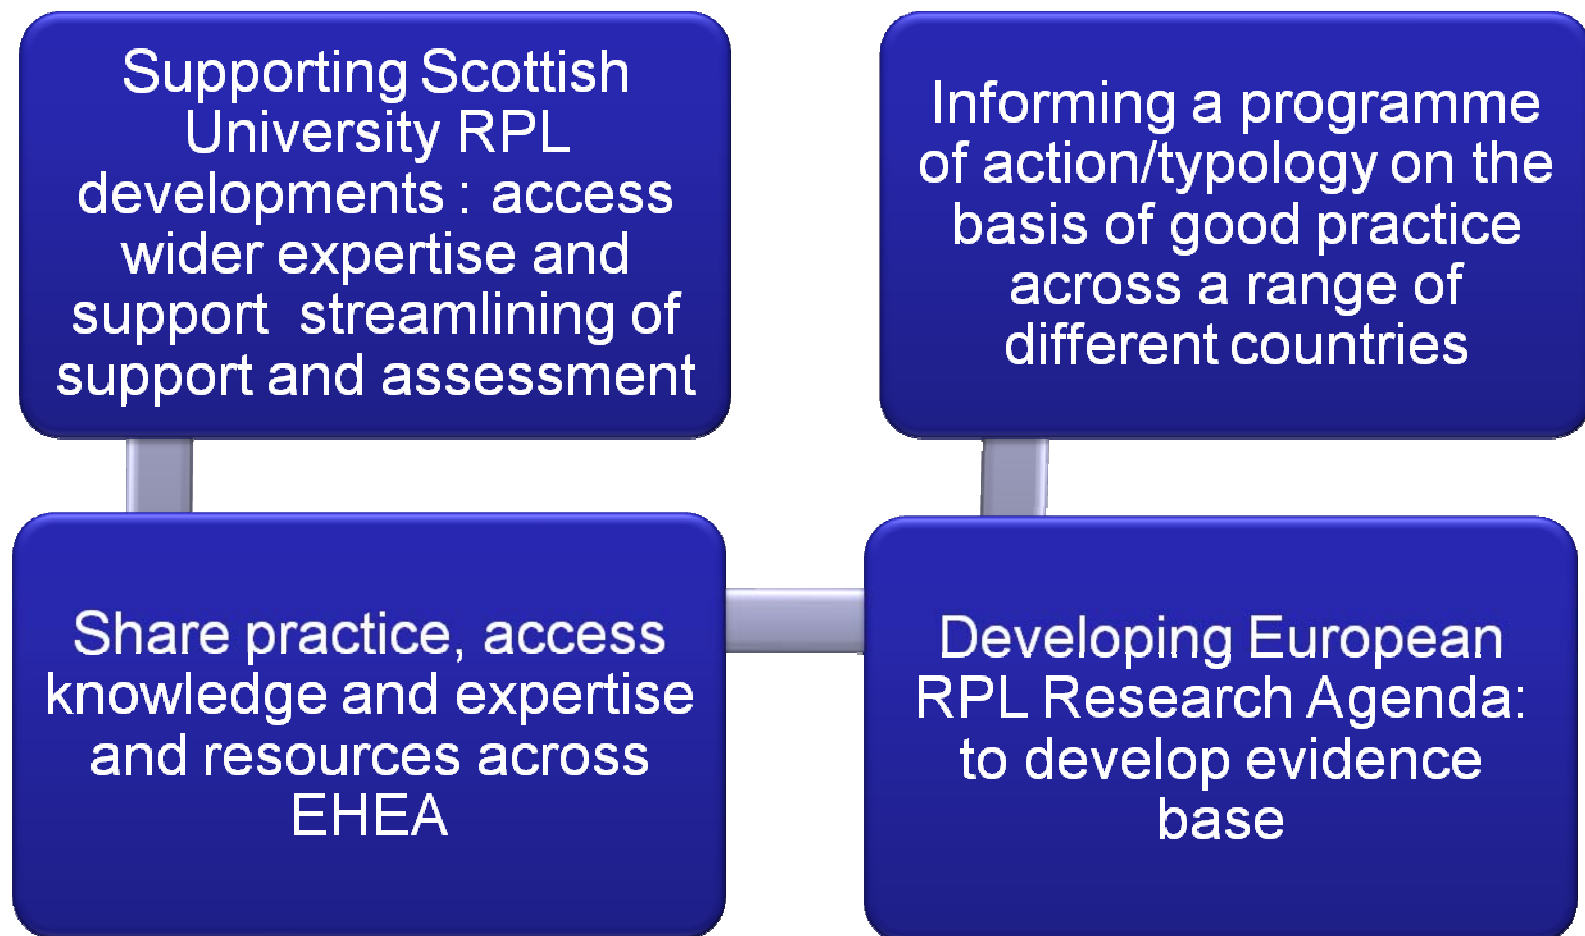 Supporting Scottish
University RPL
developments : access
wider expertise and
support  streamlining of
support and assessment
Share practice, access
knowledge and expertise
and resources across
EHEA
Developing European
RPL Research Agenda:
to develop evidence
base
Informing a programme
of action/typology on the
basis of good practice
across a range of
different countries